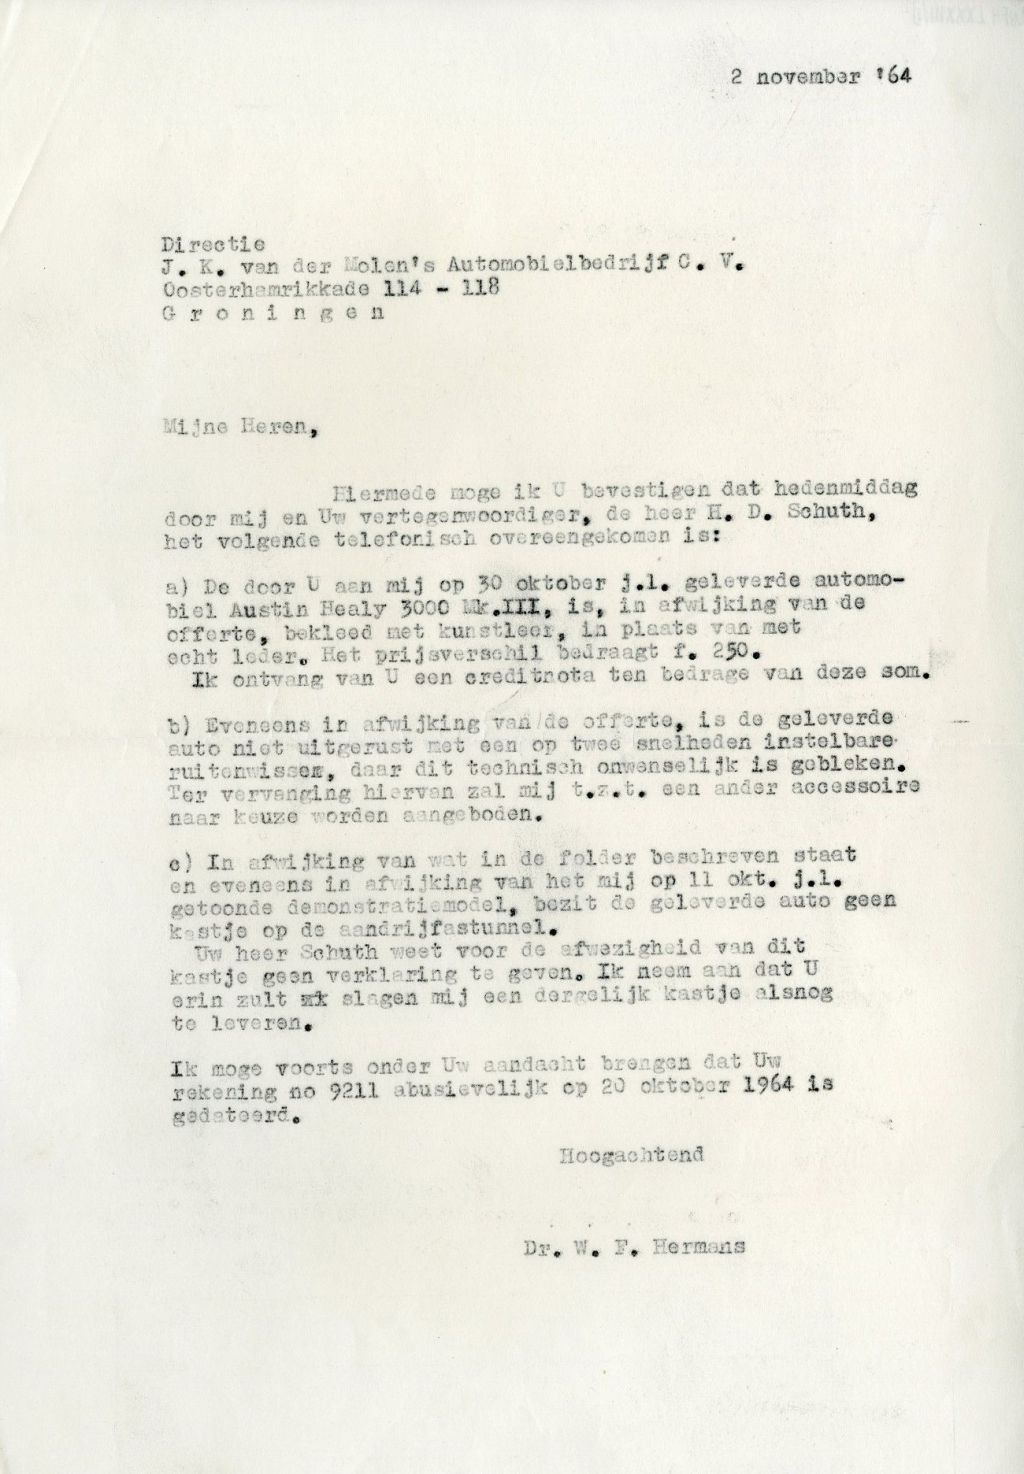 2 november '64
Directie
J. K. van der Molen's Automobielbedrijf C. V.
Oosterhamrikkade 114 - 118
G r o n i n g e n
Mijne Heren,
Hiermede moge ik U bevestigen dat hedenmiddag
door mij en Uw vertegenwoordiger, de heer H. D. Schuth,
het volgende telefonisch overeengekomen is:
a) De door U aan mij op 30 oktober j.l. geleverde automo-
biel Austin Healy 3000 Mk.III, is, in afwijking van de
offerte, bekleed met kunstleer, in plaats van met
echt leder. Het prijsverschil bedraagt f. 250.
Ik ontvang van U een creditnota ten bedrage van deze som.
b) Eveneens in afwijking van de offerte, is de geleverde
auto niet uitgerust met een op twee snelheden instelbare
ruitenwisser, daar dit technisch onwenselijk is gebleken.
Ter vervanging hiervan zal mij t.z.t. een ander accessoire
naar keuze worden aangeboden.
c) In afwijking van wat in de folder beschreven staat
en eveneens in afwijking van het mij op 11 okt. j.l.
getoonde demonstratiemodel, bezit de geleverde auto geen
kastje op de aandrijfastunnel.
Uw heer Schuth weet voor de afwezigheid van dit
kastje geen verklaring te geven. Ik neem aan dat U
erin zult slagen mij een dergelijk kastje alsnog
te leveren.
Ik moge voorts onder Uw aandacht brengen dat Uw
rekening no 9211 abusievelijk op 20 oktober 1964 is
gedateerd.
Hoogachtend
Dr. W. F. Hermans